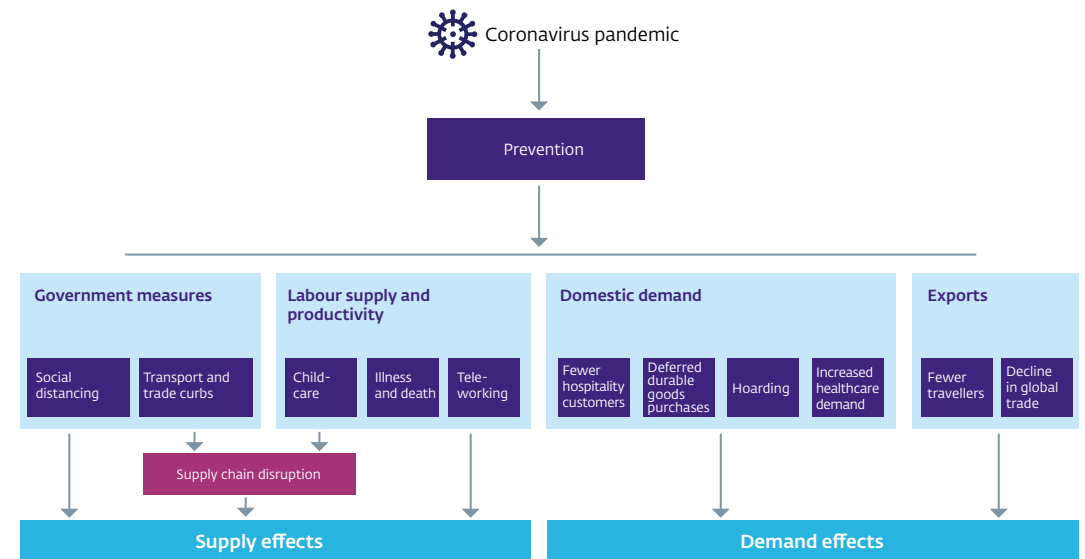 Coronavirus pandemic
Prevention
Government measures
Social
distancing
Transport and
trade curbs
Labour supply and
productivity
Child-
care
Illness
and death
Tele-
working
Domestic demand
Fewer
hospitality
customers
Deferred
durable
goods
purchases
Hoarding
Increased
healthcare
demand
Exports
Fewer
travellers
Decline
in global
trade
Supply chain disruption
Supply effects
Demand effects